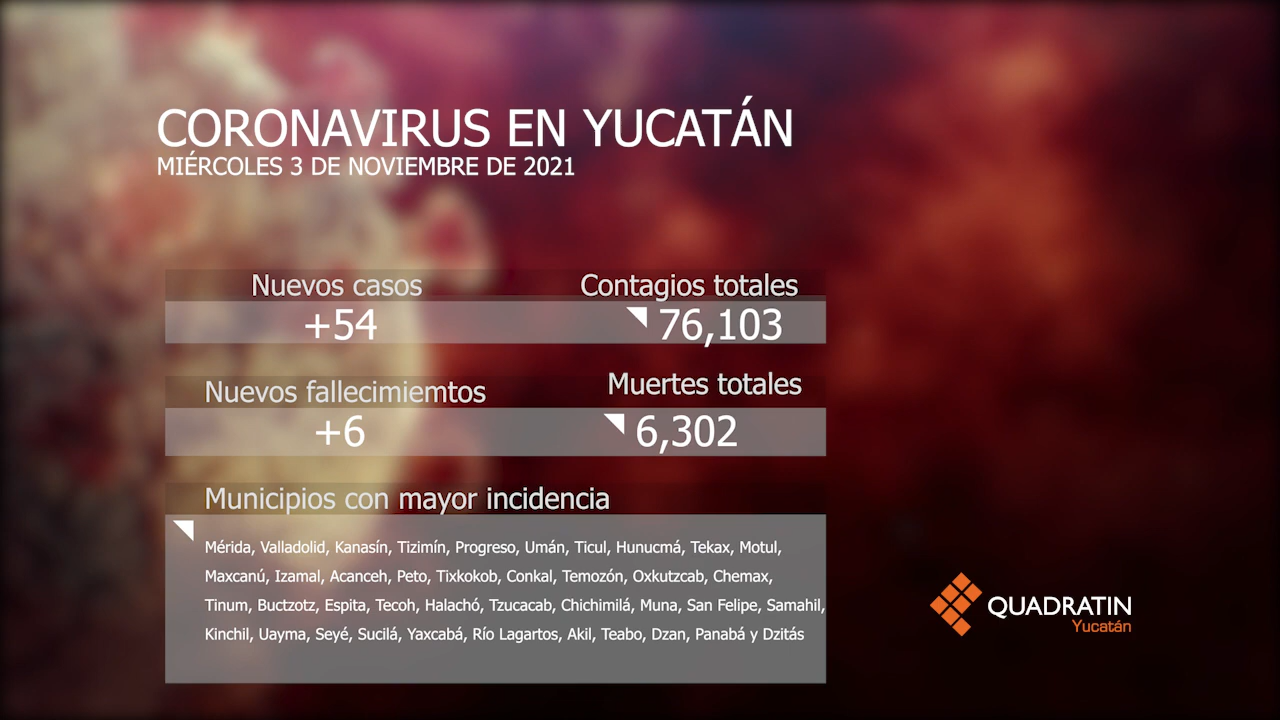 CORONAVIRUS EN YUCATÁN
MIÉRCOLES 3 DE NOVIEMBRE DE 2021
Nuevos casos
Contagios totales
+54
76,103
Nuevos fallecimiemtos
Muertes totales
+6
6,302
Municipios con mayor incidencia
Mérida, Valladolid, Kanasín, Tizimín, Progreso, Umán, Ticul, Hunucmá, Tekax, Motul,
Maxcanú, Izamal, Acanceh, Peto, Tixkokob, Conkal, Temozón, Oxkutzcab, Chemax,
Tinum, Buctzotz, Espita, Tecoh, Halachó, Tzucacab, Chichimilá, Muna, San Felipe, Samahil,
Kinchil, Uayma, Seyé, Sucilá, Yaxcabá, Río Lagartos, Akil, Teabo, Dzan, Panabá y Dzitás
QUADRATIN
Yucatán